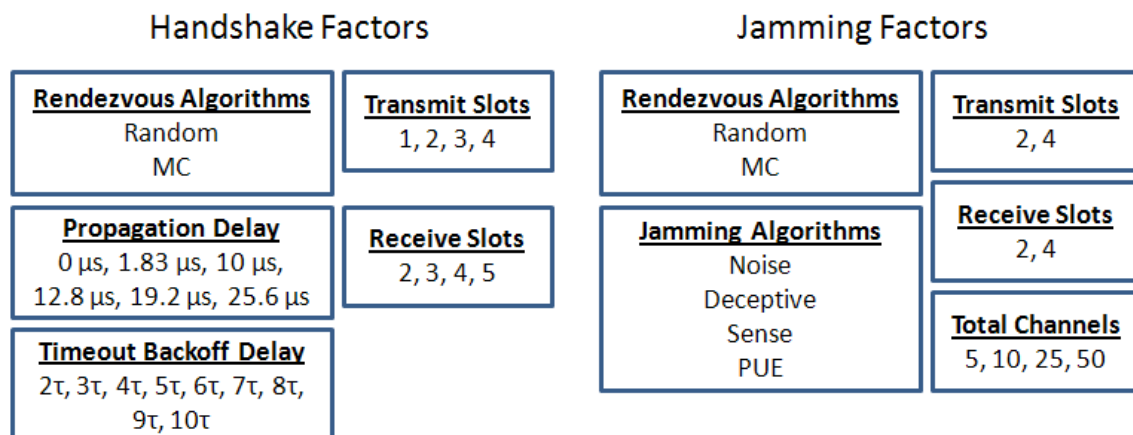 Handshake Factors
Rendezvous Algorithms
Random
MC
Transmit Slots
1, 2, 3, 4
Propagation Delay
0 µs, 1.83 µs, 10 µs,
12.8 µs, 19.2 µs, 25.6 µs
Receive Slots
2, 3, 4, 5
Timeout Backoff Delay
2τ, 3τ, 4τ, 5τ, 6τ, 7τ, 8τ,
9τ, 10τ
Jamming Factors
Rendezvous Algorithms
Random
MC
Transmit Slots
2, 4
Jamming Algorithms
Noise
Deceptive
Sense
PUE
Receive Slots
2, 4
Total Channels
5, 10, 25, 50